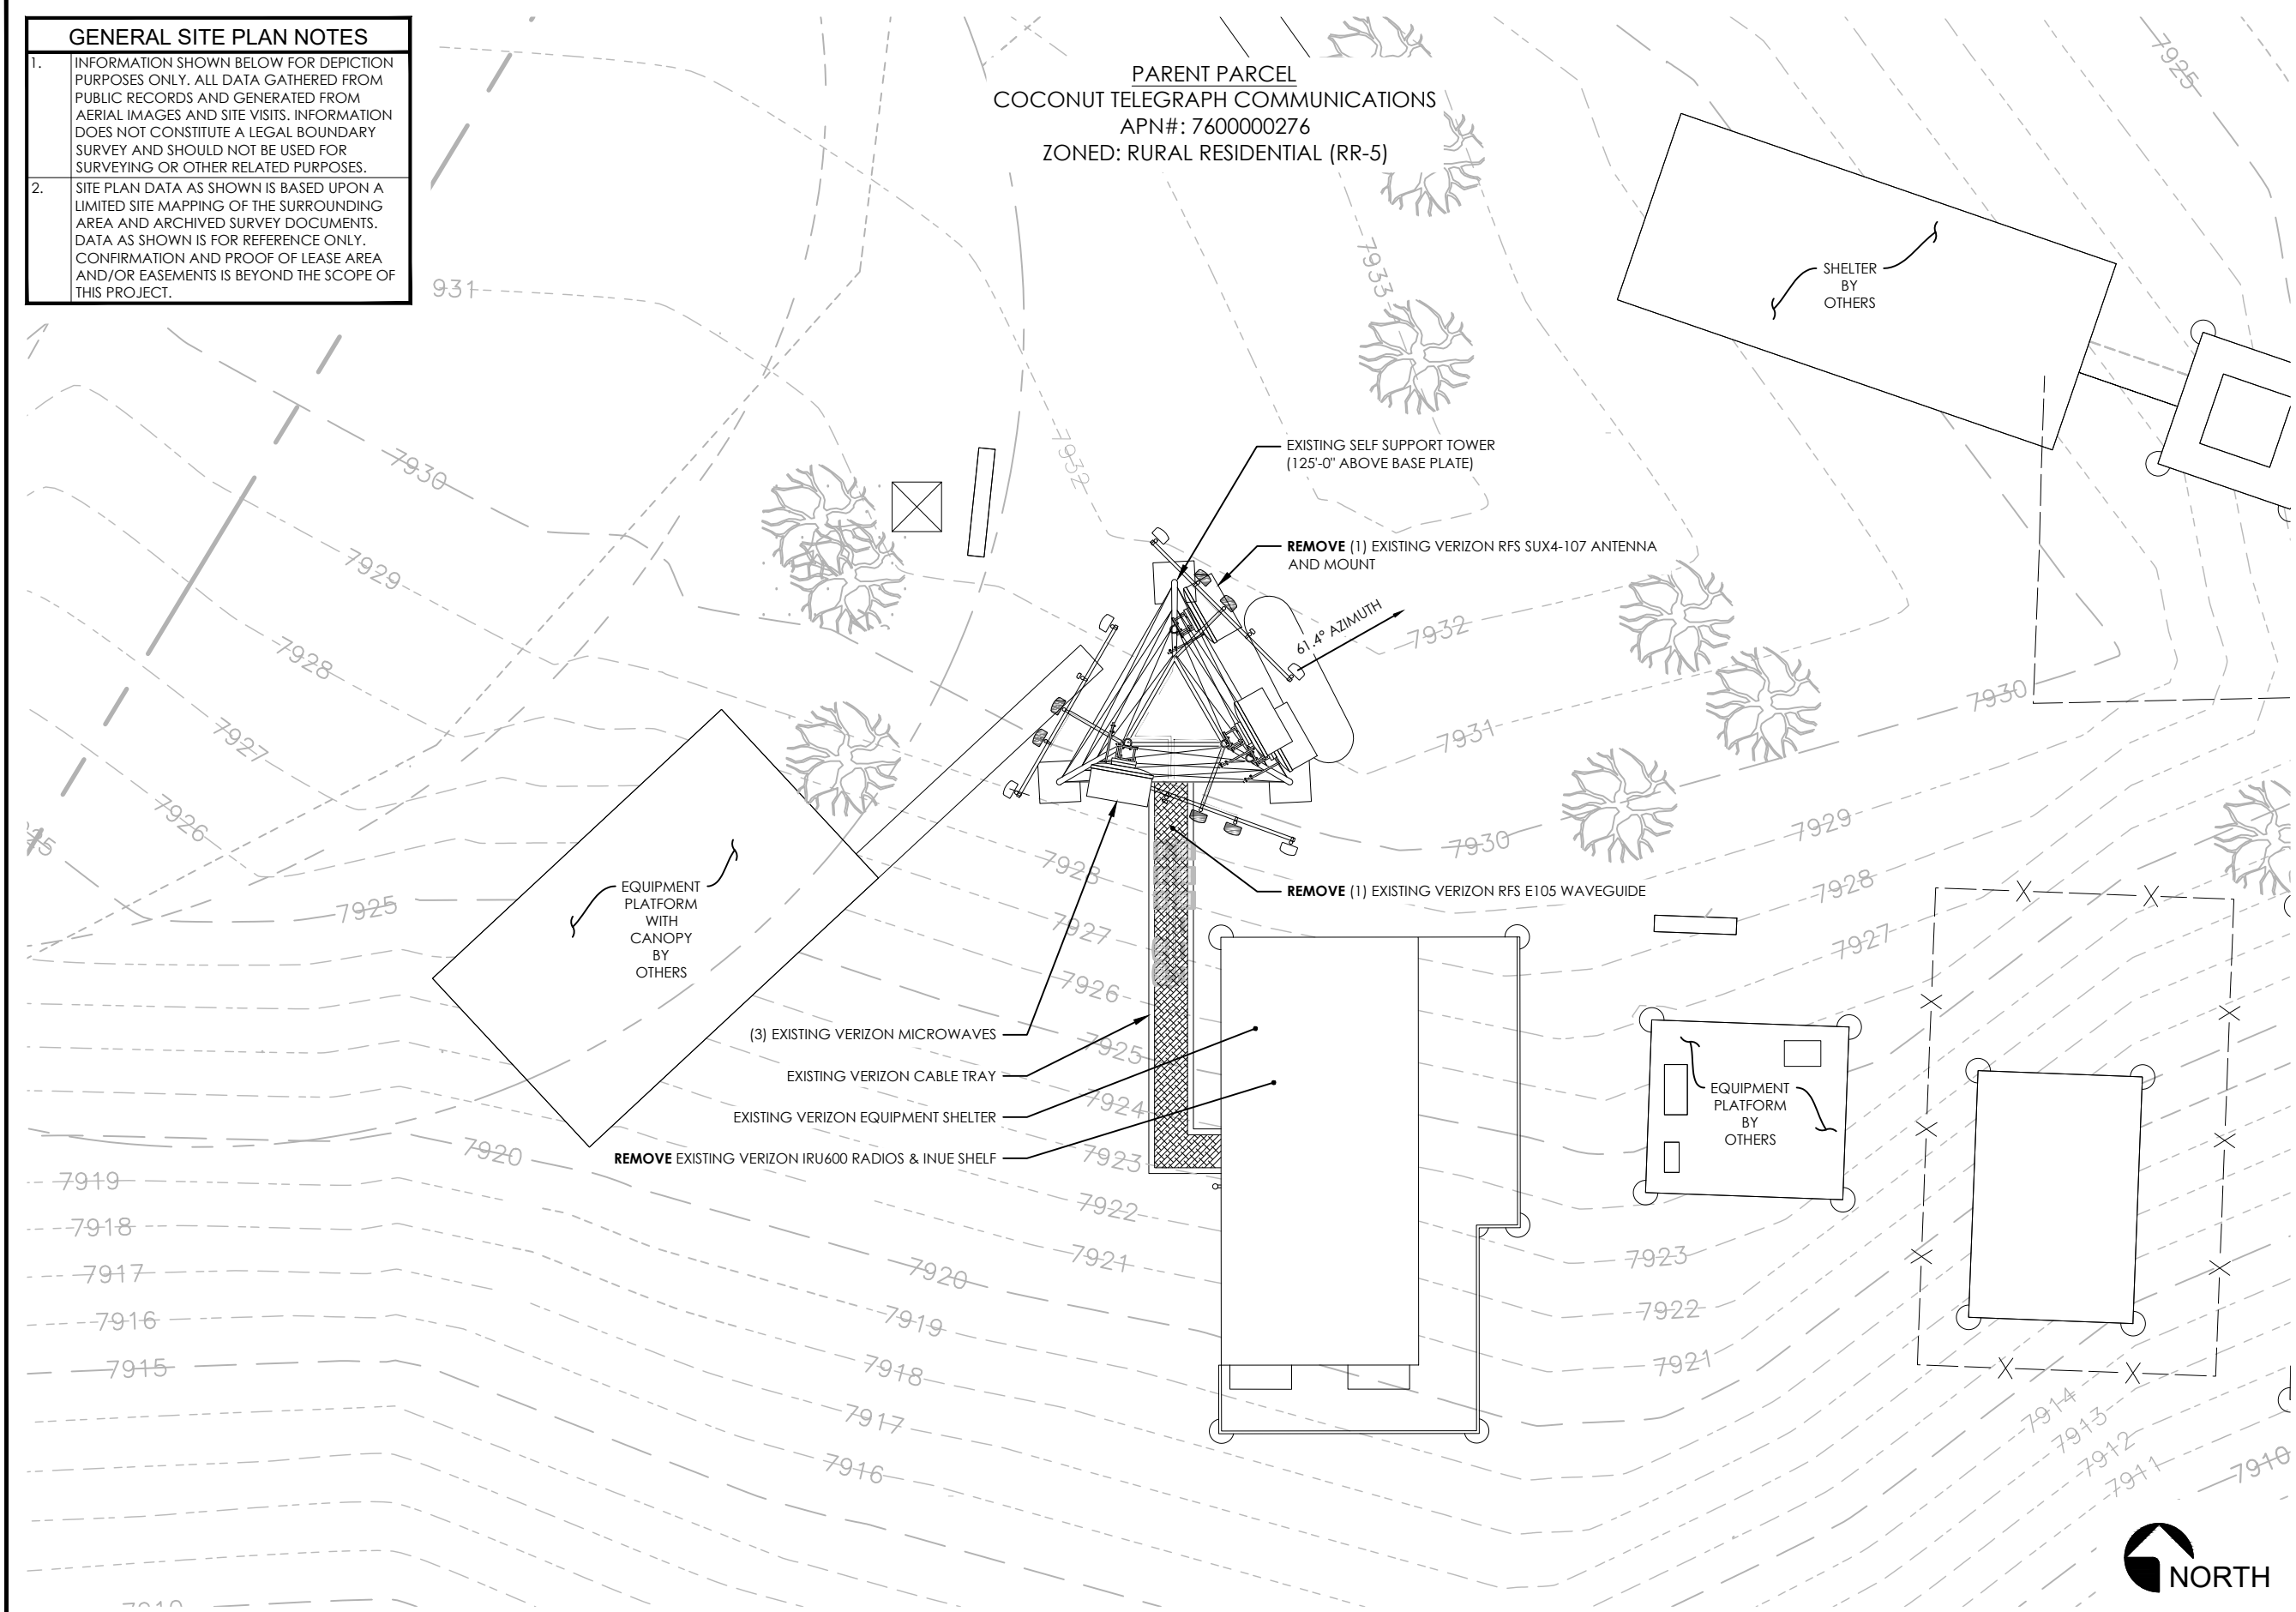 GENERAL SITE PLAN NOTES
1. INFORMATION SHOWN BELOW FOR DEPICTION
PURPOSES ONLY. ALL DATA GATHERED FROM
PUBLIC RECORDS AND GENERATED FROM
AERIAL IMAGES AND SITE VISITS. INFORMATION
DOES NOT CONSTITUTE A LEGAL BOUNDARY
SURVEY AND SHOULD NOT BE USED FOR
SURVEYING OR OTHER RELATED PURPOSES.
2. SITE PLAN DATA AS SHOWN IS BASED UPON A
LIMITED SITE MAPPING OF THE SURROUNDING
AREA AND ARCHIVED SURVEY DOCUMENTS.
DATA AS SHOWN IS FOR REFERENCE ONLY.
CONFIRMATION AND PROOF OF LEASE AREA
AND/OR EASEMENTS IS BEYOND THE SCOPE OF
THIS PROJECT.
PARENT PARCEL
COCONUT TELEGRAPH COMMUNICATIONS
APN#: 7600000276
ZONED: RURAL RESIDENTIAL (RR-5)
7925
7933
931
SHELTER
BY
OTHERS
EXISTING SELF SUPPORT TOWER
(125'-0" ABOVE BASE PLATE)
7932
7930
REMOVE (1) EXISTING VERIZON RFS SUX4-107 ANTENNA
AND MOUNT
61.4° AZIMUTH
7932
7929
7928
7927
7926
7931
7930
7930
7929
7928
7927
7928
7927
7926
7925
7924
7923
7922
7921
REMOVE (1) EXISTING VERIZON RFS E105 WAVEGUIDE
EQUIPMENT
PLATFORM
WITH
CANOPY
BY
OTHERS
7925
(3) EXISTING VERIZON MICROWAVES
EXISTING VERIZON CABLE TRAY
EXISTING VERIZON EQUIPMENT SHELTER
REMOVE EXISTING VERIZON IRU600 RADIOS & INUE SHELF
EQUIPMENT
PLATFORM
BY
OTHERS
7920
7919
7918
7917
7916
7915
7920
7919
7918
7917
7916
7923
7922
7921
7914
7913
7912
7911
7910
NORTH